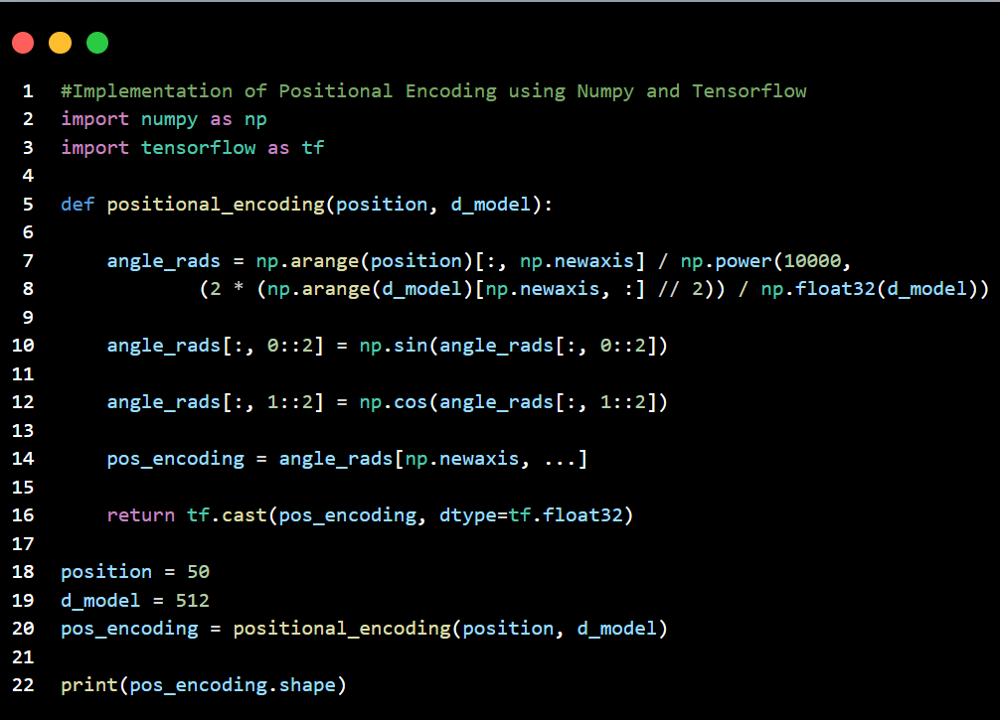 1 #Implementation of Positional Encoding using Numpy and Tensorflow
2 import numpy as np
3 import tensorflow as tf
4
5 def positional_encoding(position, d_model):
6
7     angle_rads = np.arange(position)[:, np.newaxis] / np.power(10000,
8             (2 * (np.arange(d_model)[np.newaxis, :] // 2)) / np.float32(d_model))
9
10     angle_rads[:, 0::2] = np.sin(angle_rads[:, 0::2])
11
12     angle_rads[:, 1::2] = np.cos(angle_rads[:, 1::2])
13
14     pos_encoding = angle_rads[np.newaxis, ...]
15
16     return tf.cast(pos_encoding, dtype=tf.float32)
17
18 position = 50
19 d_model = 512
20 pos_encoding = positional_encoding(position, d_model)
21
22 print(pos_encoding.shape)